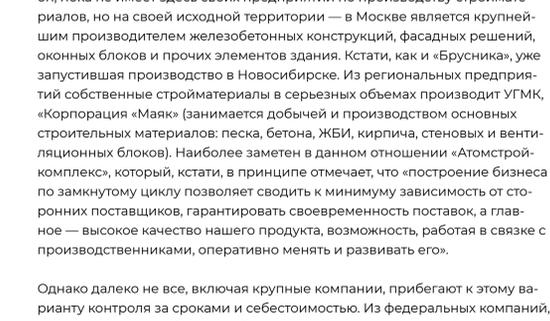 риалов, но на своей исходной территории — в Москве является крупней-
шим производителем железобетонных конструкций, фасадных решений,
оконных блоков и прочих элементов здания. Кстати, как и «Брусника», уже
запустившая производство в Новосибирске. Из региональных предприя-
тий собственные стройматериалы в серьезных объемах производит УГМК,
«Корпорация «Маяк» (занимается добычей и производством основных
строительных материалов: песка, бетона, ЖБИ, кирпича, стеновых и венти-
ляционных блоков). Наиболее заметен в данном отношении «Атомстрой-
комплекс», который, кстати, в принципе отмечает, что «построение бизнеса
по замкнутому циклу позволяет сводить к минимуму зависимость от сто-
ронних поставщиков, гарантировать своевременность поставок, а глав-
ное — высокое качество нашего продукта, возможность, работая в связке с
производственниками, оперативно менять и развивать его».
Однако далеко не все, включая крупные компании, прибегают к этому ва-
рианту контроля за сроками и себестоимостью. Из федеральных компаний,